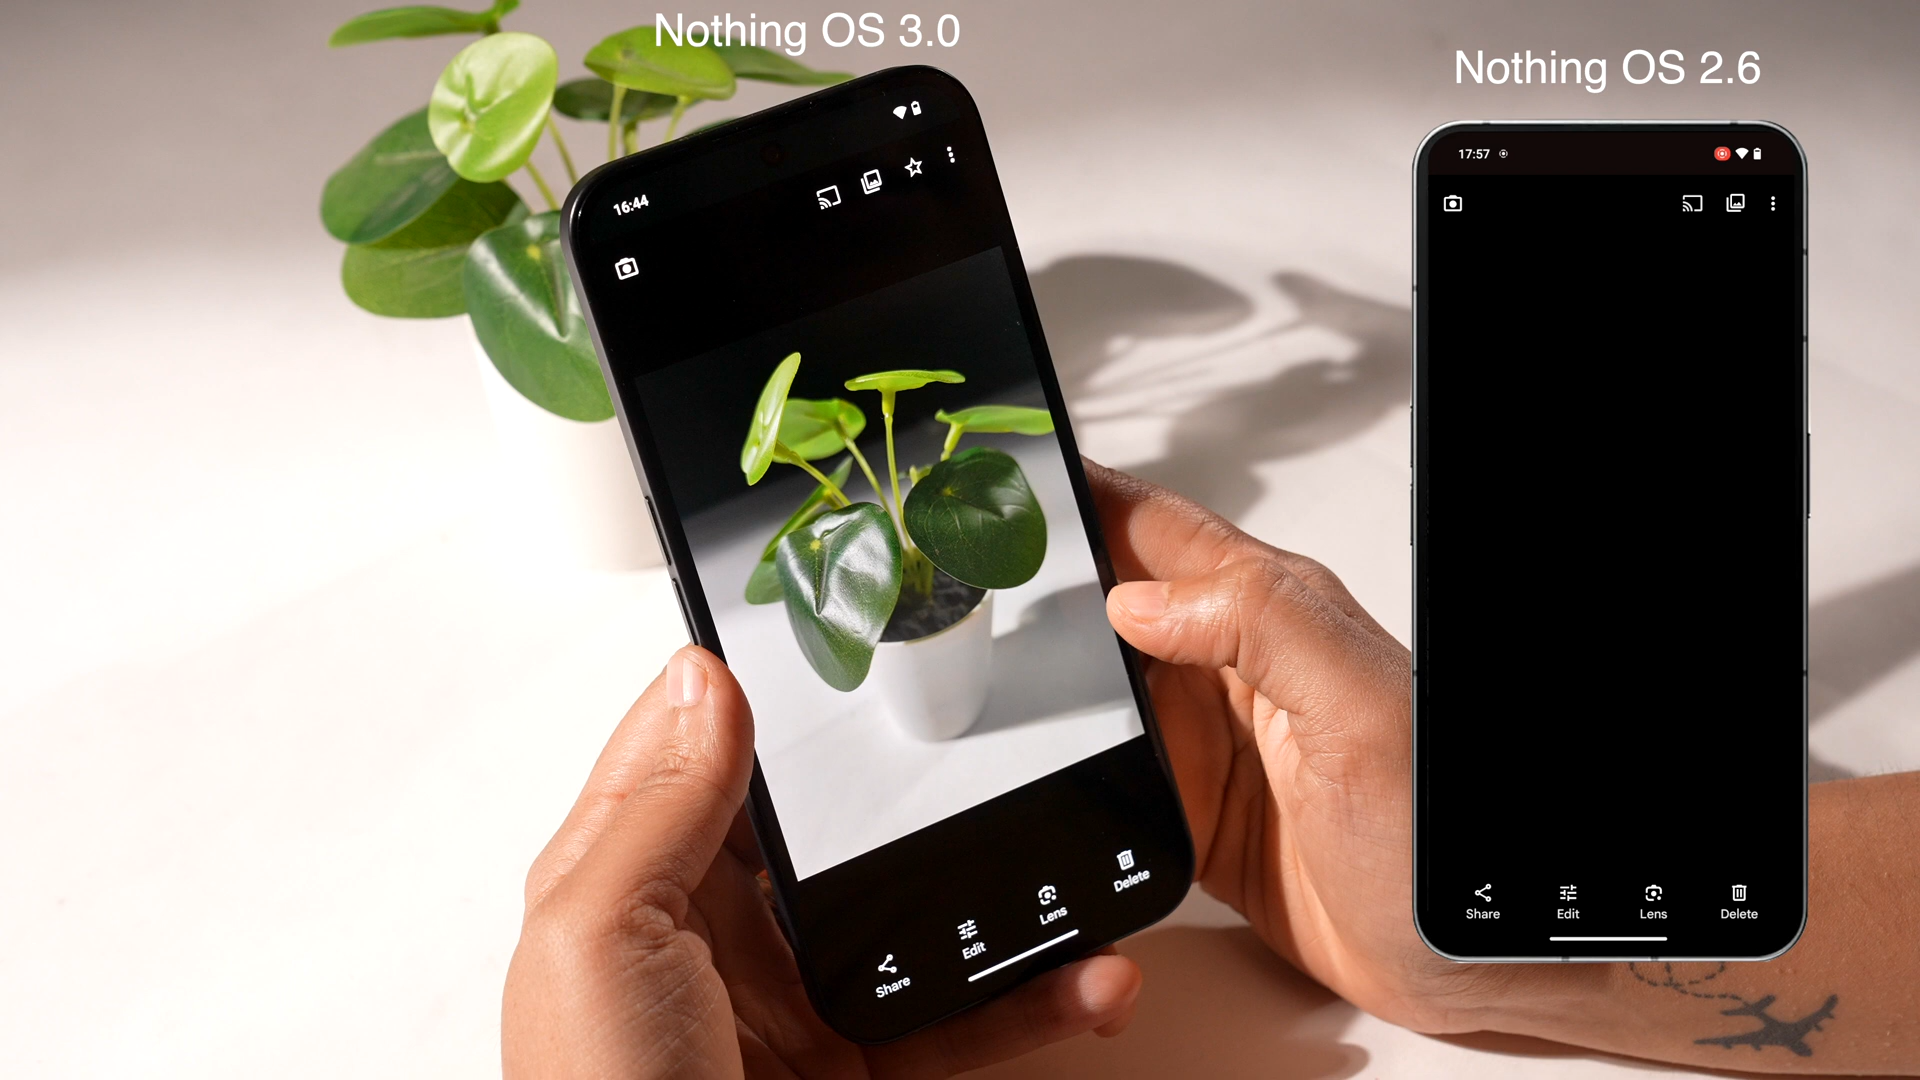 Nothing OS 3.0
Nothing OS 2.6
16:44
Share
Edit
Lens
Delete
17:57
Share
Edit
Lens
Delete